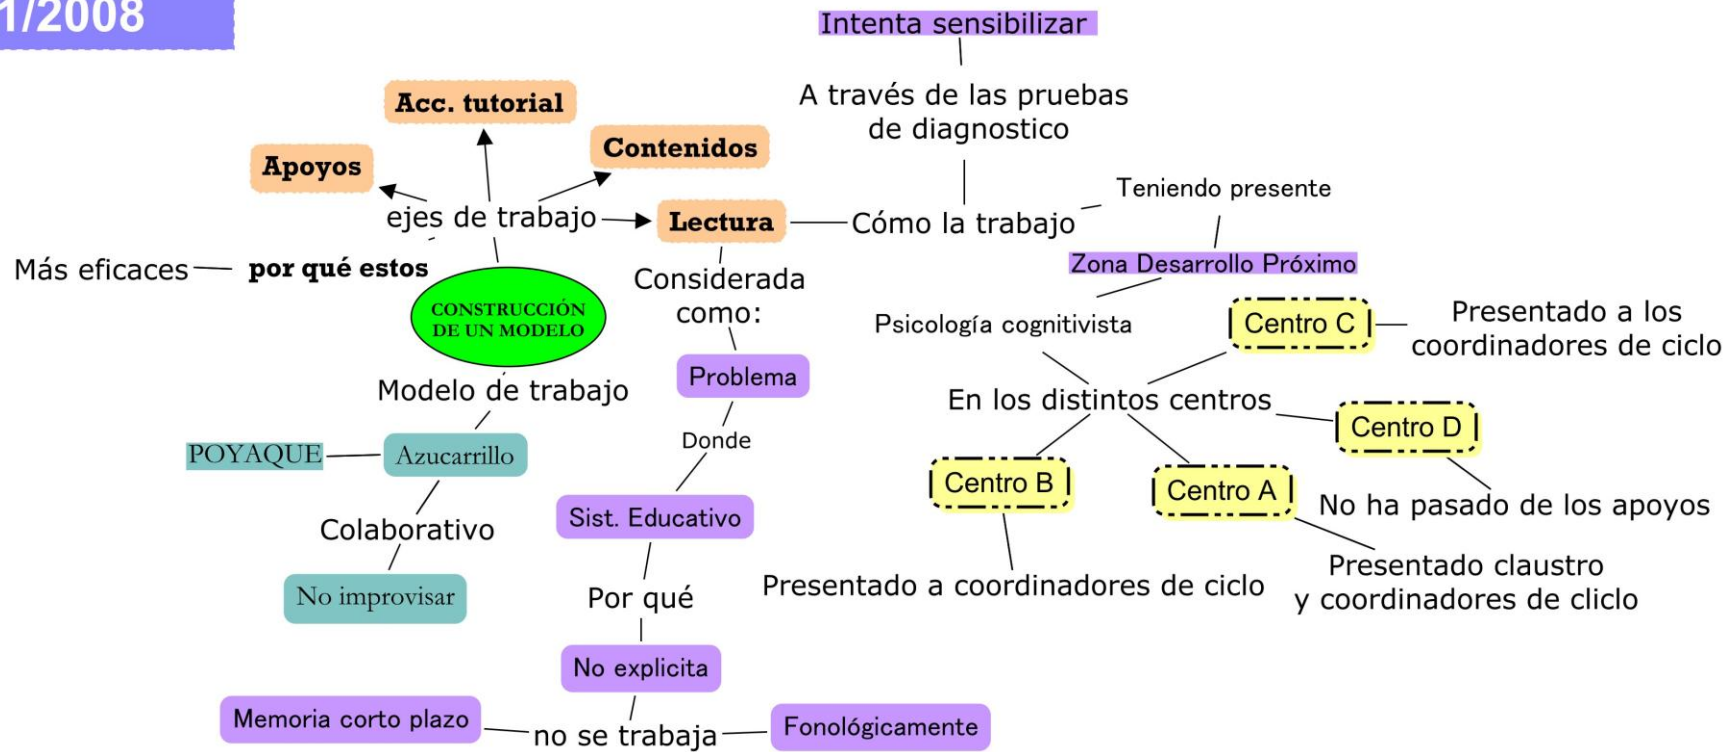 1/2008
Intenta sensibilizar
A través de las pruebas
de diagnostico
Acc. tutorial
Contenidos
Apoyos
Teniendo presente
ejes de trabajo
Lectura
Cómo la trabajo
Más eficaces
por qué estos
Zona Desarrollo Próximo
Considerada
como:
CONSTRUCCIÓN
DE UN MODELO
Psicología cognitivista
Centro C
Presentado a los
coordinadores de ciclo
Problema
Modelo de trabajo
En los distintos centros
Centro D
Donde
POYAQUE
Azucarrillo
Centro B
Centro A
No ha pasado de los apoyos
Sist. Educativo
Colaborativo
Presentado a coordinadores de ciclo
Presentado claustro
y coordinadores de cliclo
No improvisar
Por qué
No explicita
Memoria corto plazo
no se trabaja
Fonológicamente